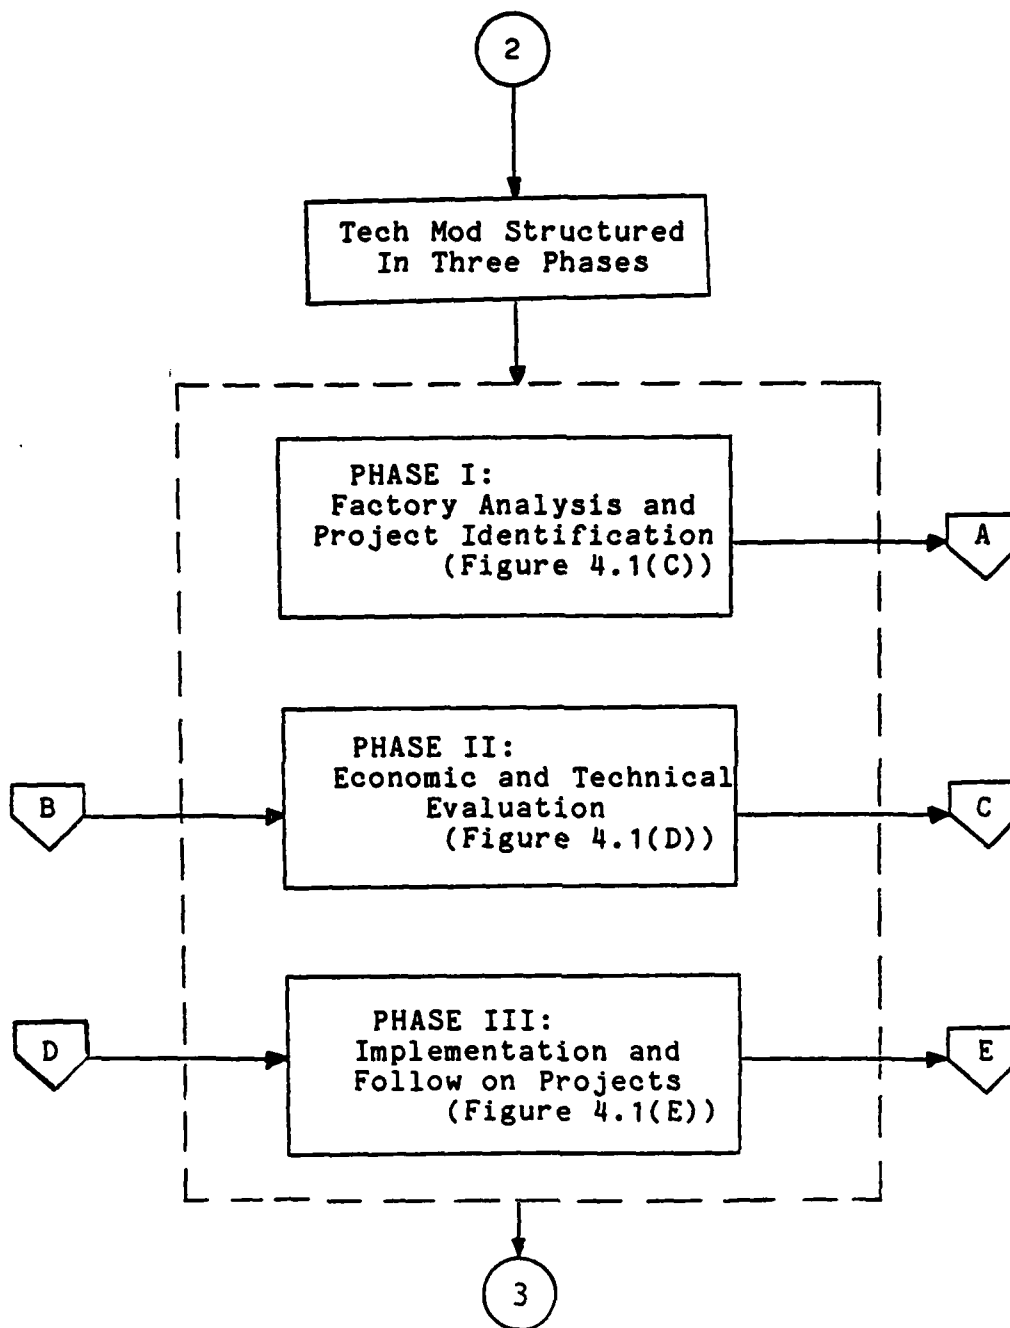 2
Tech Mod Structured
In Three Phases
PHASE I:
Factory Analysis and
Project Identification
(Figure 4.1(C))
A
PHASE II:
Economic and Technical
Evaluation
(Figure 4.1(D))
B
C
PHASE III:
Implementation and
Follow on Projects
(Figure 4.1(E))
D
E
3